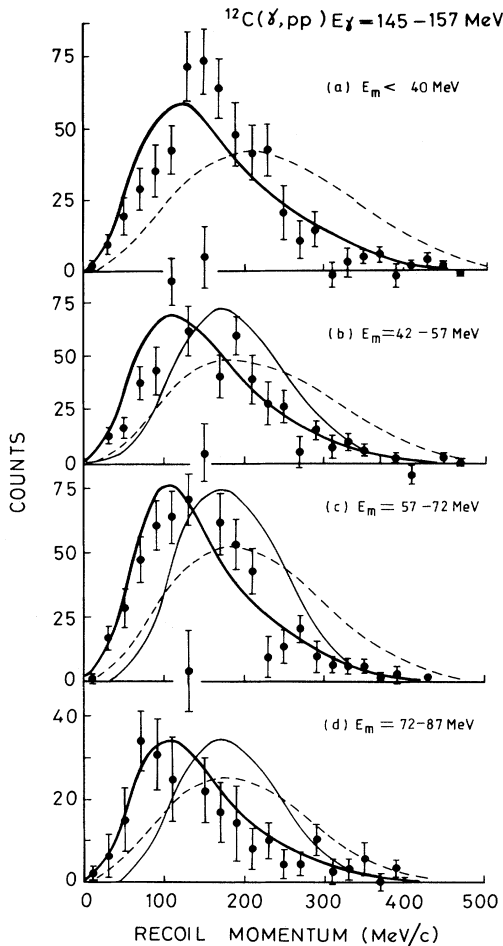 ¹²C(γ,pp) Eγ = 145 – 157 MeV
(a) Em < 40 MeV
75
50
25
0
(b) Em = 42 – 57 MeV
75
50
25
0
(c) Em = 57 – 72 MeV
75
50
25
0
(d) Em = 72 – 87 MeV
40
20
0
0 100 200 300 400 500
COUNTS
RECOIL MOMENTUM (MeV/c)